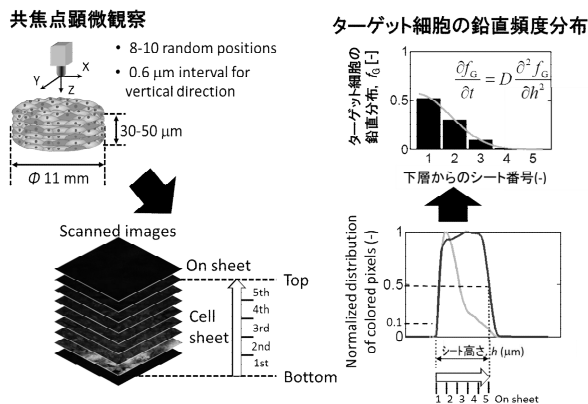 共焦点顕微観察
X
Y
Z
• 8-10 random positions
• 0.6 μm interval for
vertical direction
30-50 μm
Φ 11 mm
Scanned images
On sheet
Top
5th
4th
3rd
2nd
1st
Cell
sheet
Bottom
ターゲット細胞の鉛直頻度分布
ターゲット細胞の
鉛直分布, f_G [-]
1
0.5
0
∂f_G/∂t = D ∂²f_G/∂h²
1 2 3 4 5
下層からのシート番号(-)
Normalized distribution
of colored pixels (-)
1
0.5
0.1
0
シート高さ, h (μm)
1 2 3 4 5 On sheet